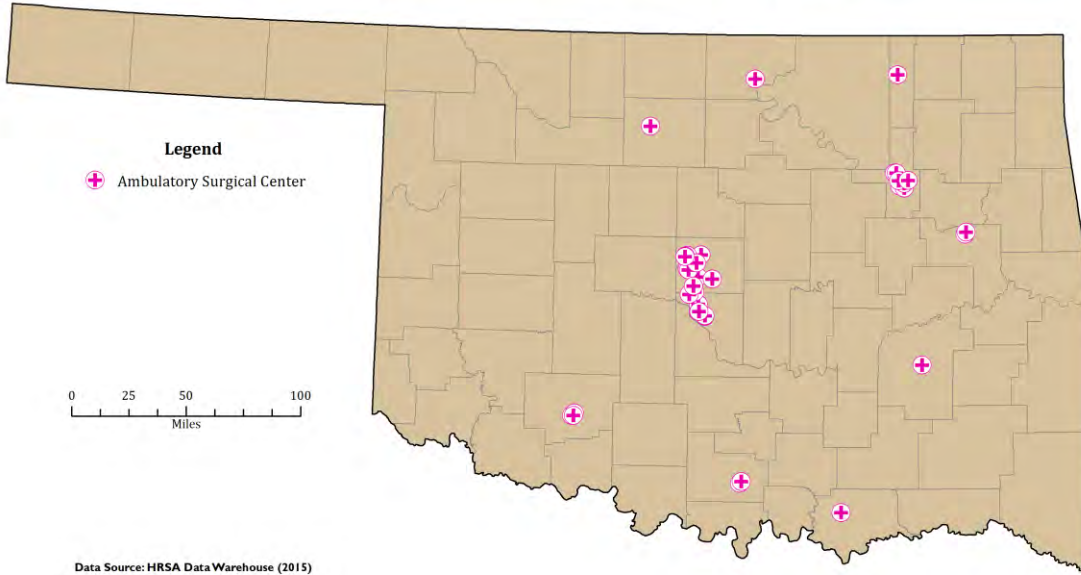 Legend
Ambulatory Surgical Center
0 25 50 100
Miles
Data Source: HRSA Data Warehouse (2015)